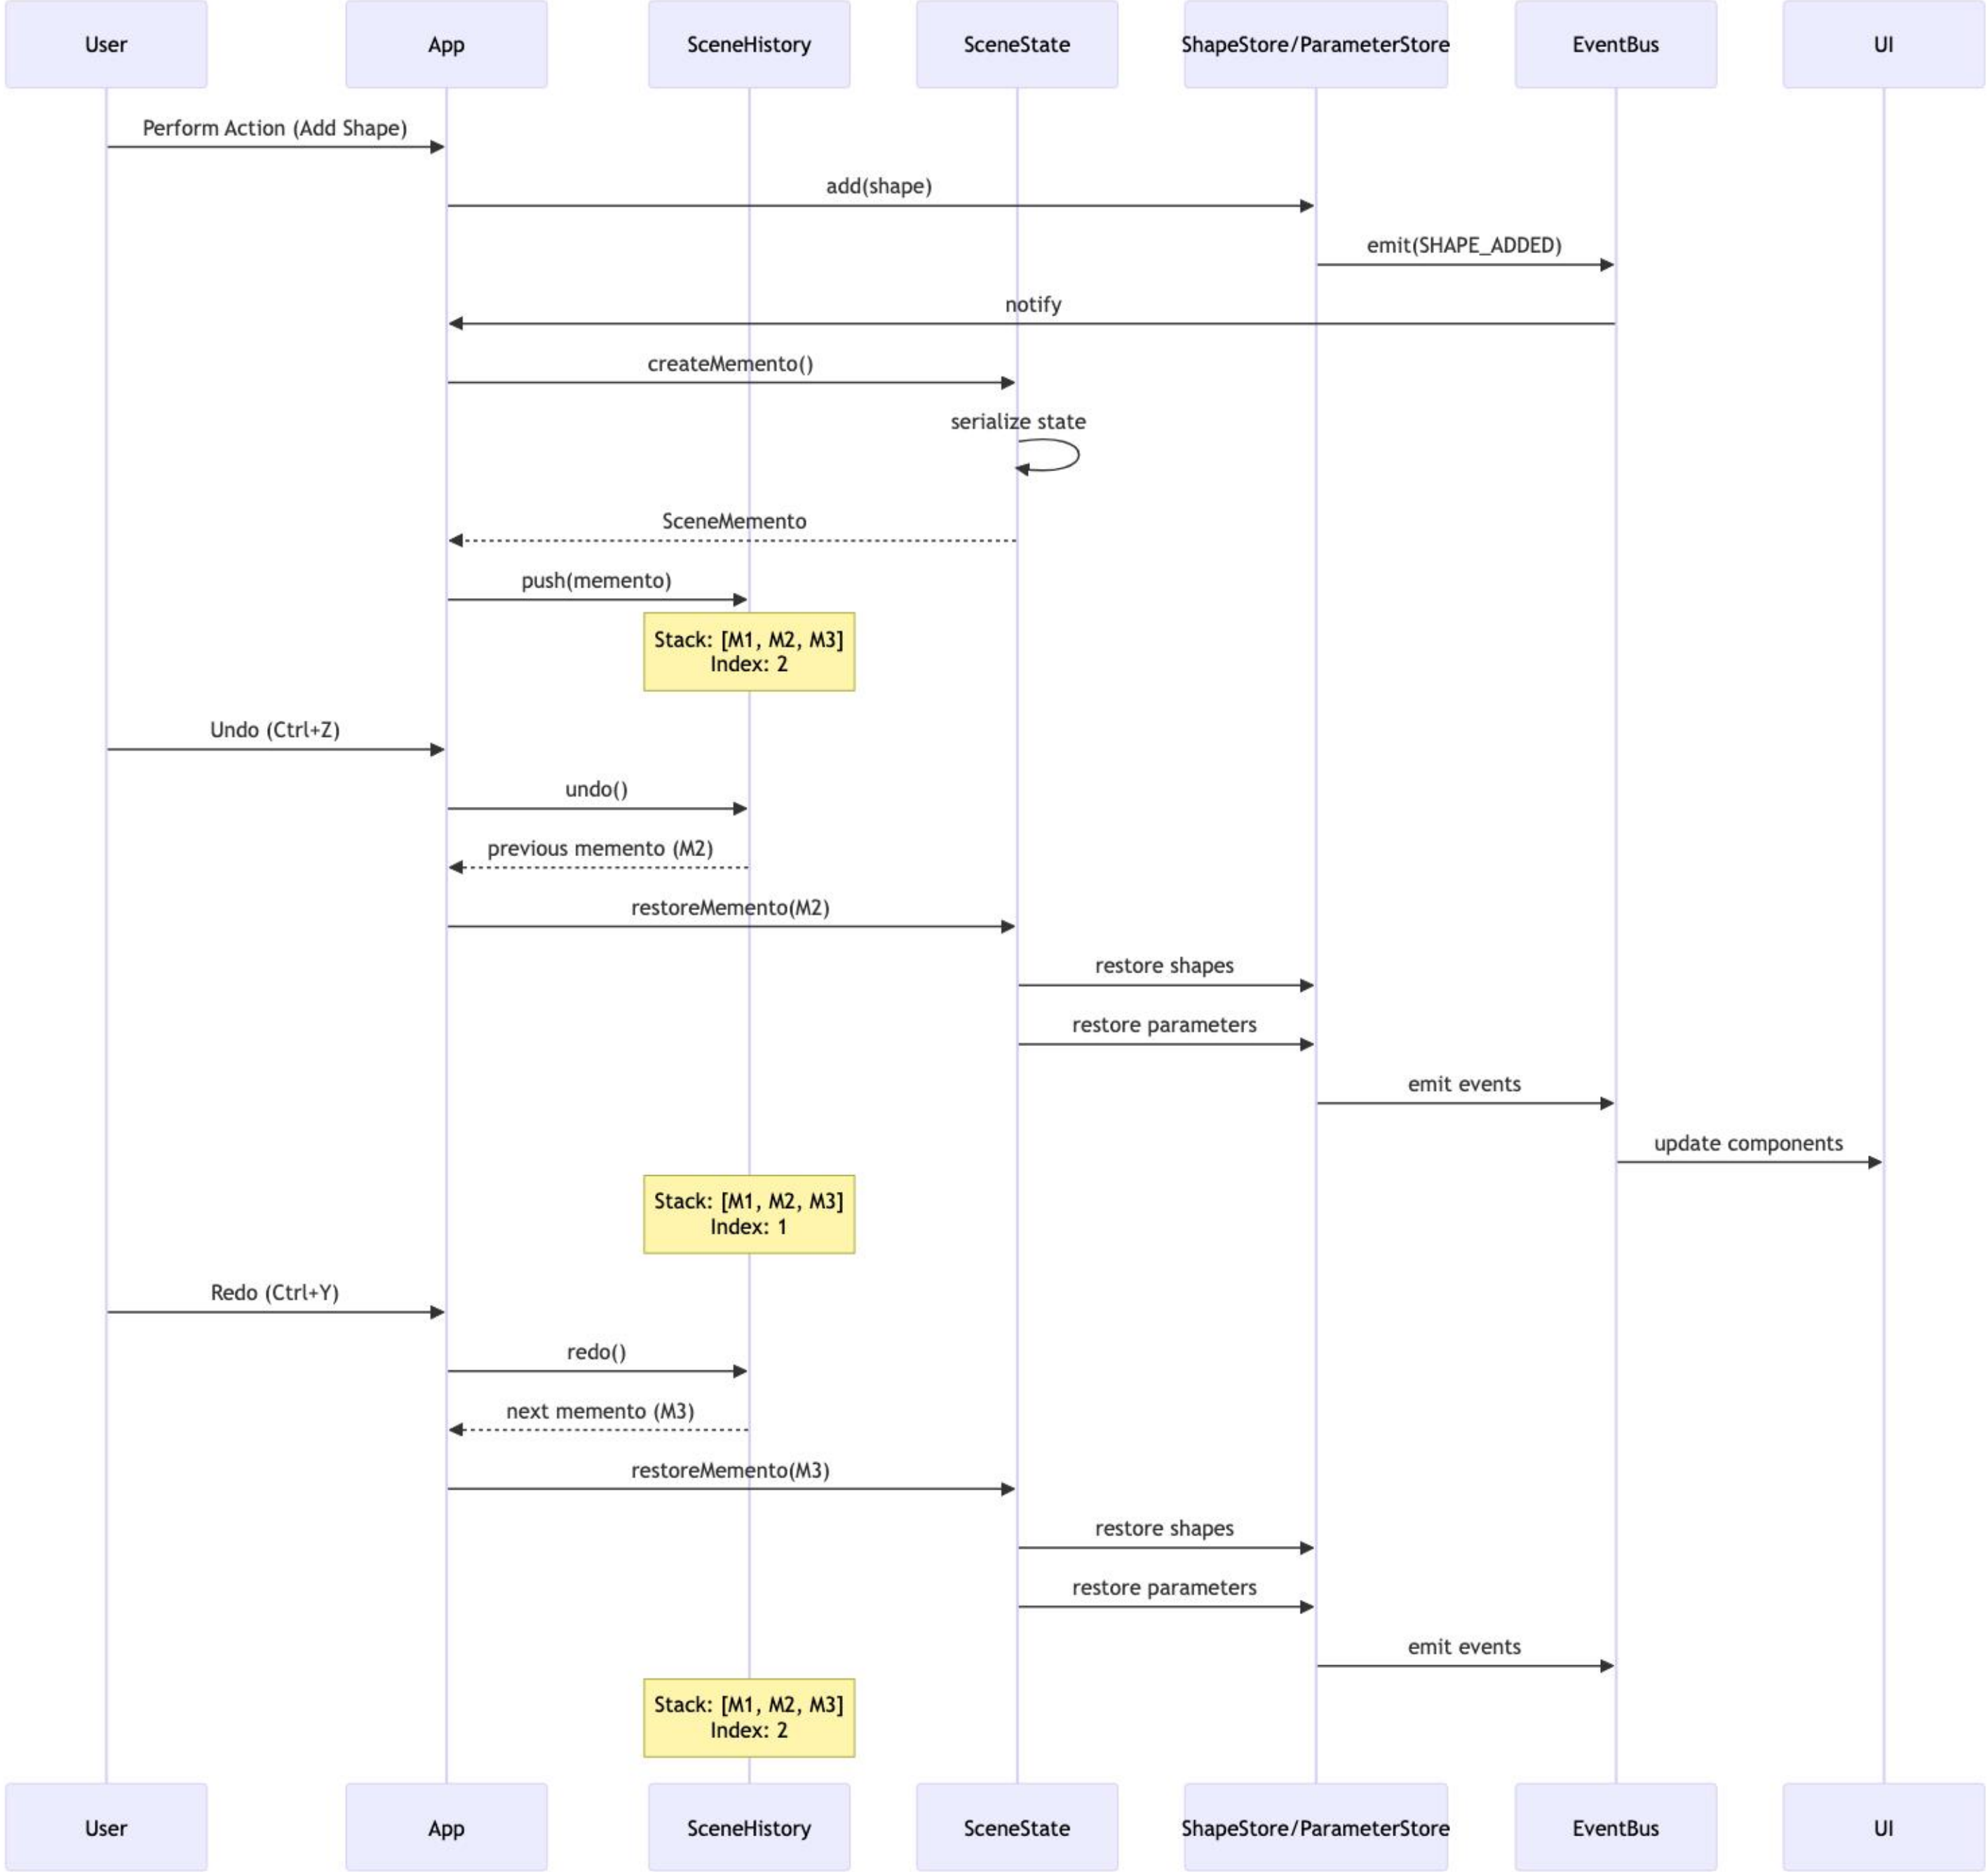 User
App
SceneHistory
SceneState
ShapeStore/ParameterStore
EventBus
UI
Perform Action (Add Shape)
add(shape)
emit(SHAPE_ADDED)
notify
createMemento()
serialize state
SceneMemento
push(memento)
Stack: [M1, M2, M3]
Index: 2
Undo (Ctrl+Z)
undo()
previous memento (M2)
restoreMemento(M2)
restore shapes
restore parameters
emit events
update components
Stack: [M1, M2, M3]
Index: 1
Redo (Ctrl+Y)
redo()
next memento (M3)
restoreMemento(M3)
restore shapes
restore parameters
emit events
Stack: [M1, M2, M3]
Index: 2
User
App
SceneHistory
SceneState
ShapeStore/ParameterStore
EventBus
UI